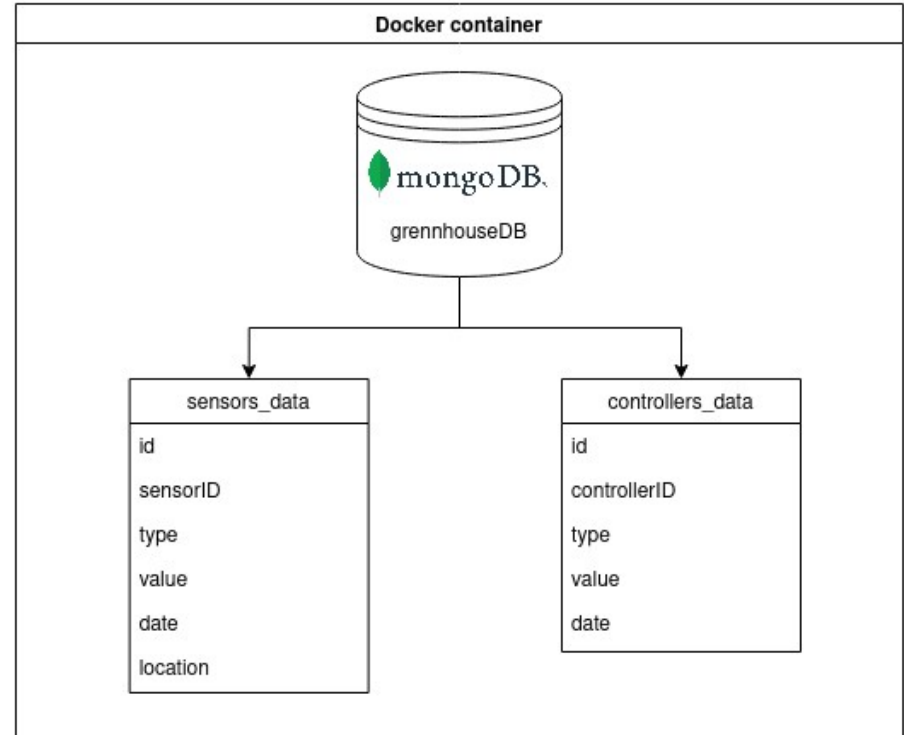 Docker container
mongoDB.
grennhouseDB
sensors_data
id
sensorID
type
value
date
location
controllers_data
id
controllerID
type
value
date